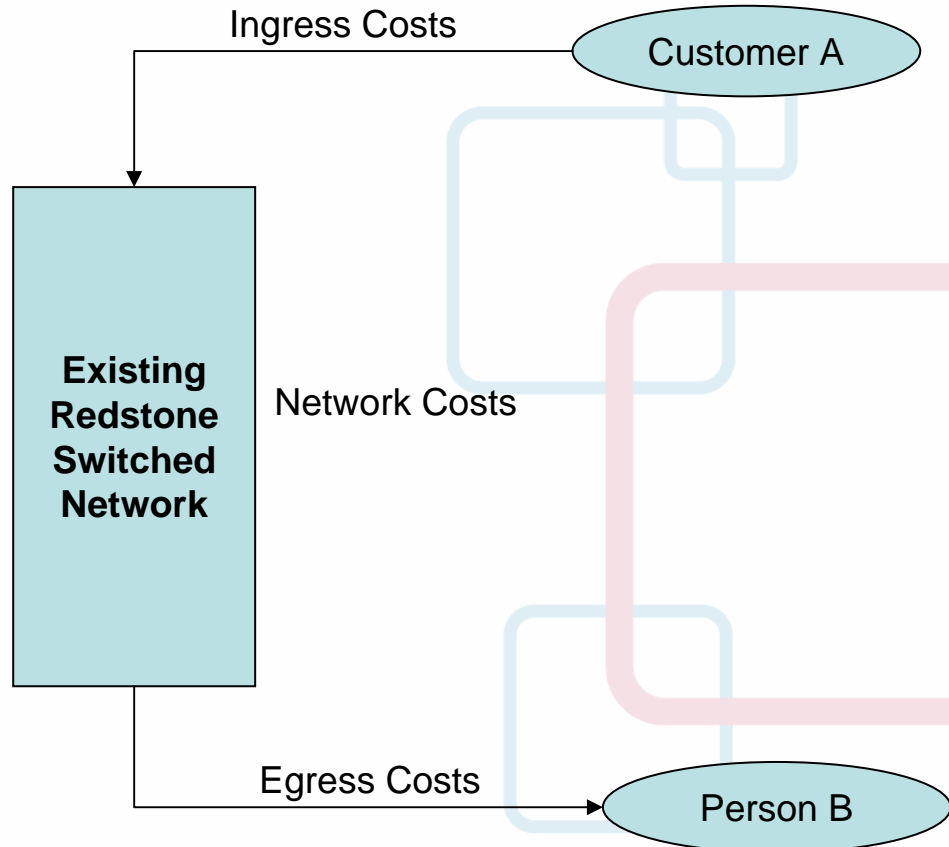 Ingress Costs
Customer A
Existing
Redstone
Switched
Network
Network Costs
Egress Costs
Person B